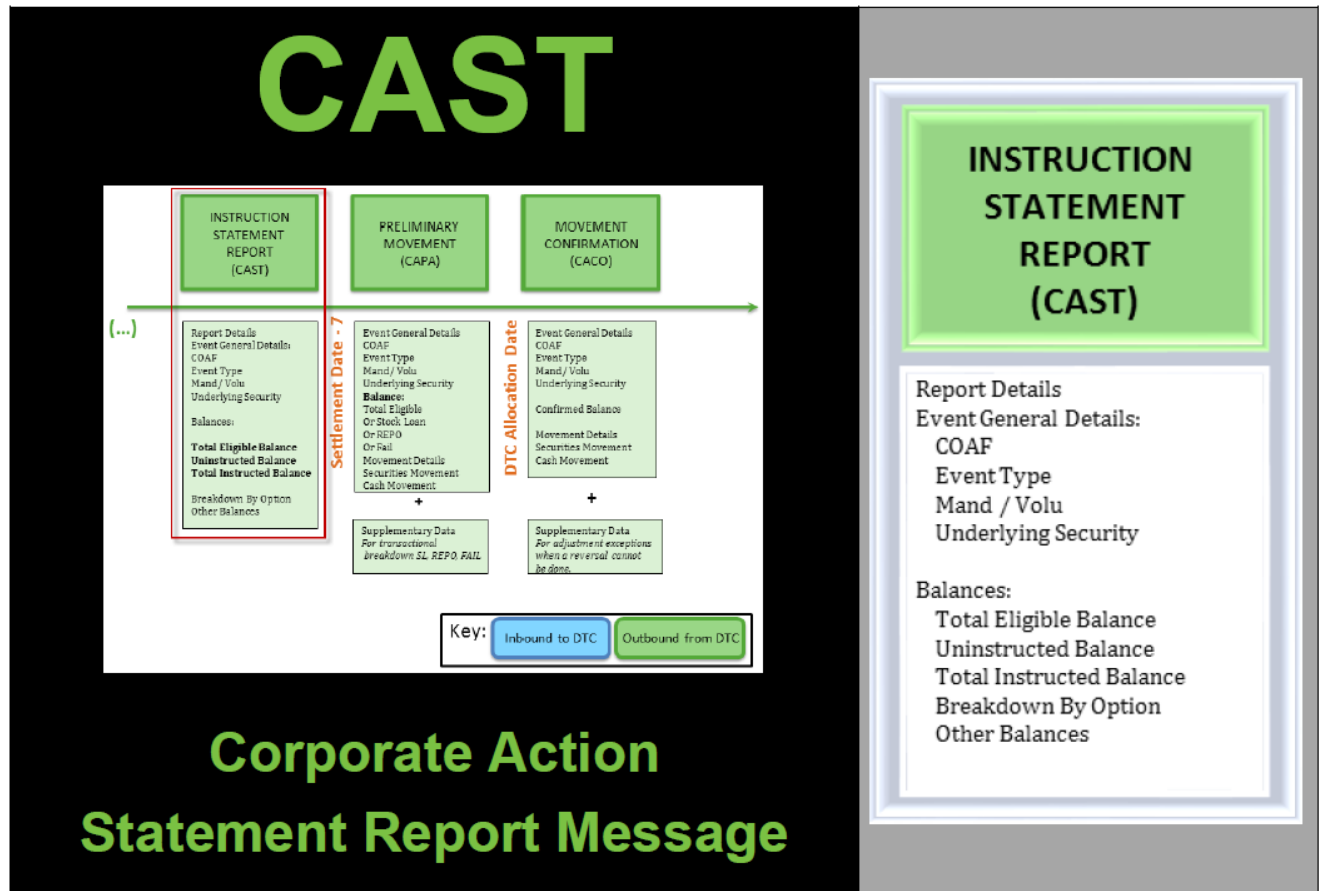 CAST
INSTRUCTION
STATEMENT
REPORT
(CAST)
PRELIMINARY
MOVEMENT
(CAPA)
MOVEMENT
CONFIRMATION
(CACO)
(...)
Report Details
Event General Details:
COAF
Event Type
Mand/ Volu
Underlying Security
Balances:
Total Eligible Balance
Uninstructed Balance
Total Instructed Balance
Breakdown By Option
Other Balances
Settlement Date - 7
Event General Details
COAF
Event Type
Mand/ Volu
Underlying Security
Balance:
Total Eligible
Or Stock Loan
Or REPO
Or Fail
Movement Details
Securities Movement
Cash Movement
+
Supplementary Data
For transactional
breakdown SL, REPO, FAIL
DTC Allocation Date
Event General Details
COAF
Event Type
Mand/ Volu
Underlying Security
Confirmed Balance
Movement Details
Securities Movement
Cash Movement
+
Supplementary Data
For adjustment exceptions
when a reversal cannot
be done.
Key:
Inbound to DTC
Outbound from DTC
Corporate Action
Statement Report Message
INSTRUCTION
STATEMENT
REPORT
(CAST)
Report Details
Event General Details:
COAF
Event Type
Mand / Volu
Underlying Security
Balances:
Total Eligible Balance
Uninstructed Balance
Total Instructed Balance
Breakdown By Option
Other Balances